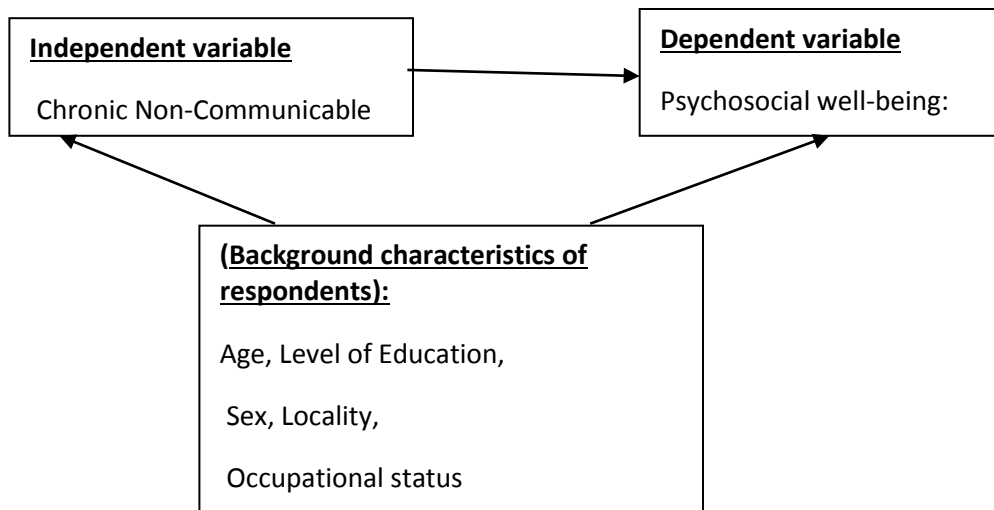 Independent variable
Chronic Non-Communicable
Dependent variable
Psychosocial well-being:
(Background characteristics of
respondents):
Age, Level of Education,
Sex, Locality,
Occupational status